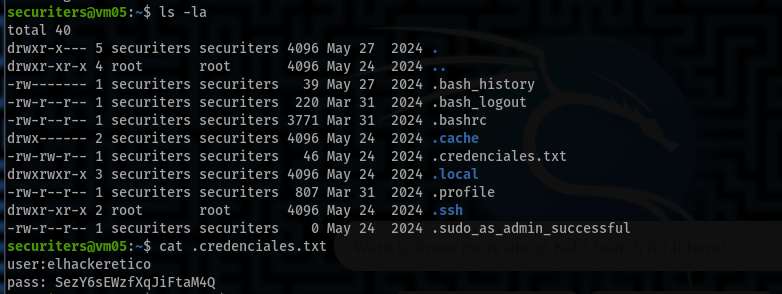 securiters@vm05:~$ ls -la
total 40
drwxr-x--- 5 securiters securiters 4096 May 27  2024 .
drwxr-xr-x 4 root       root       4096 May 24  2024 ..
-rw------- 1 securiters securiters   39 May 27  2024 .bash_history
-rw-r--r-- 1 securiters securiters  220 Mar 31  2024 .bash_logout
-rw-r--r-- 1 securiters securiters 3771 Mar 31  2024 .bashrc
drwx------ 2 securiters securiters 4096 May 24  2024 .cache
-rw-rw-r-- 1 securiters securiters   46 May 24  2024 .credenciales.txt
drwxrwxr-x 3 securiters securiters 4096 May 24  2024 .local
-rw-r--r-- 1 securiters securiters  807 Mar 31  2024 .profile
drwxr-xr-x 2 root       root       4096 May 24  2024 .ssh
-rw-r--r-- 1 securiters securiters    0 May 24  2024 .sudo_as_admin_successful
securiters@vm05:~$ cat .credenciales.txt
user:elhackeretico
pass: SezY6sEWzfXqJiFtaM4Q